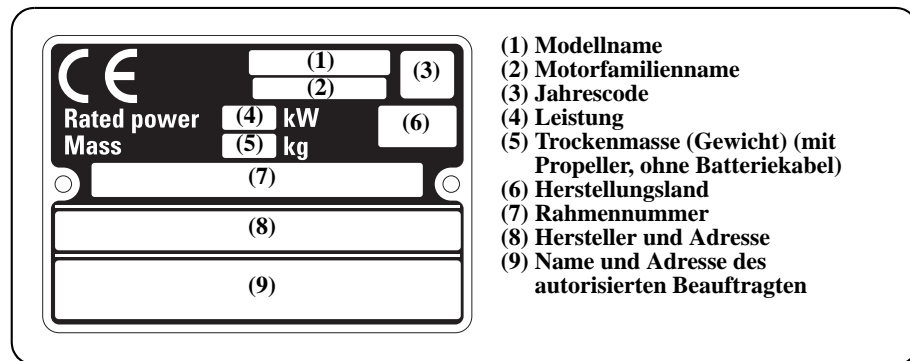 CE
(1)
(2)
(3)
Rated power (4) kW
(6)
Mass (5) kg
(7)
(8)
(9)
(1) Modellname
(2) Motorfamilienname
(3) Jahrescode
(4) Leistung
(5) Trockenmasse (Gewicht) (mit
Propeller, ohne Batteriekabel)
(6) Herstellungsland
(7) Rahmennummer
(8) Hersteller und Adresse
(9) Name und Adresse des
autorisierten Beauftragten